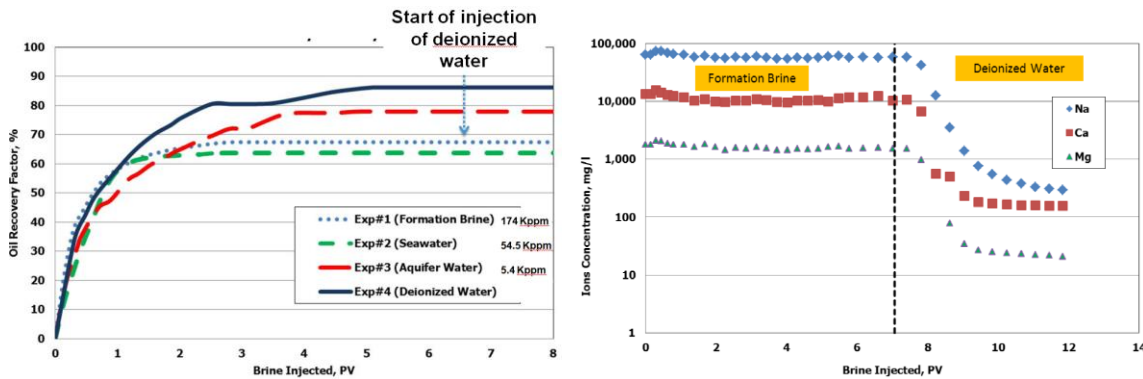 Start of injection
of deionized
water
Oil Recovery Factor, %
100
90
80
70
60
50
40
30
20
10
0
Exp#1 (Formation Brine) 174 Kppm
Exp#2 (Seawater) 54.5 Kppm
Exp#3 (Aquifer Water) 5.4 Kppm
Exp#4 (Deionized Water)
0 1 2 3 4 5 6 7 8
Brine Injected, PV
Ions Concentration, mg/l
100,000
10,000
1,000
100
10
1
Formation Brine
Deionized Water
Na
Ca
Mg
0 2 4 6 8 10 12 14
Brine Injected, PV